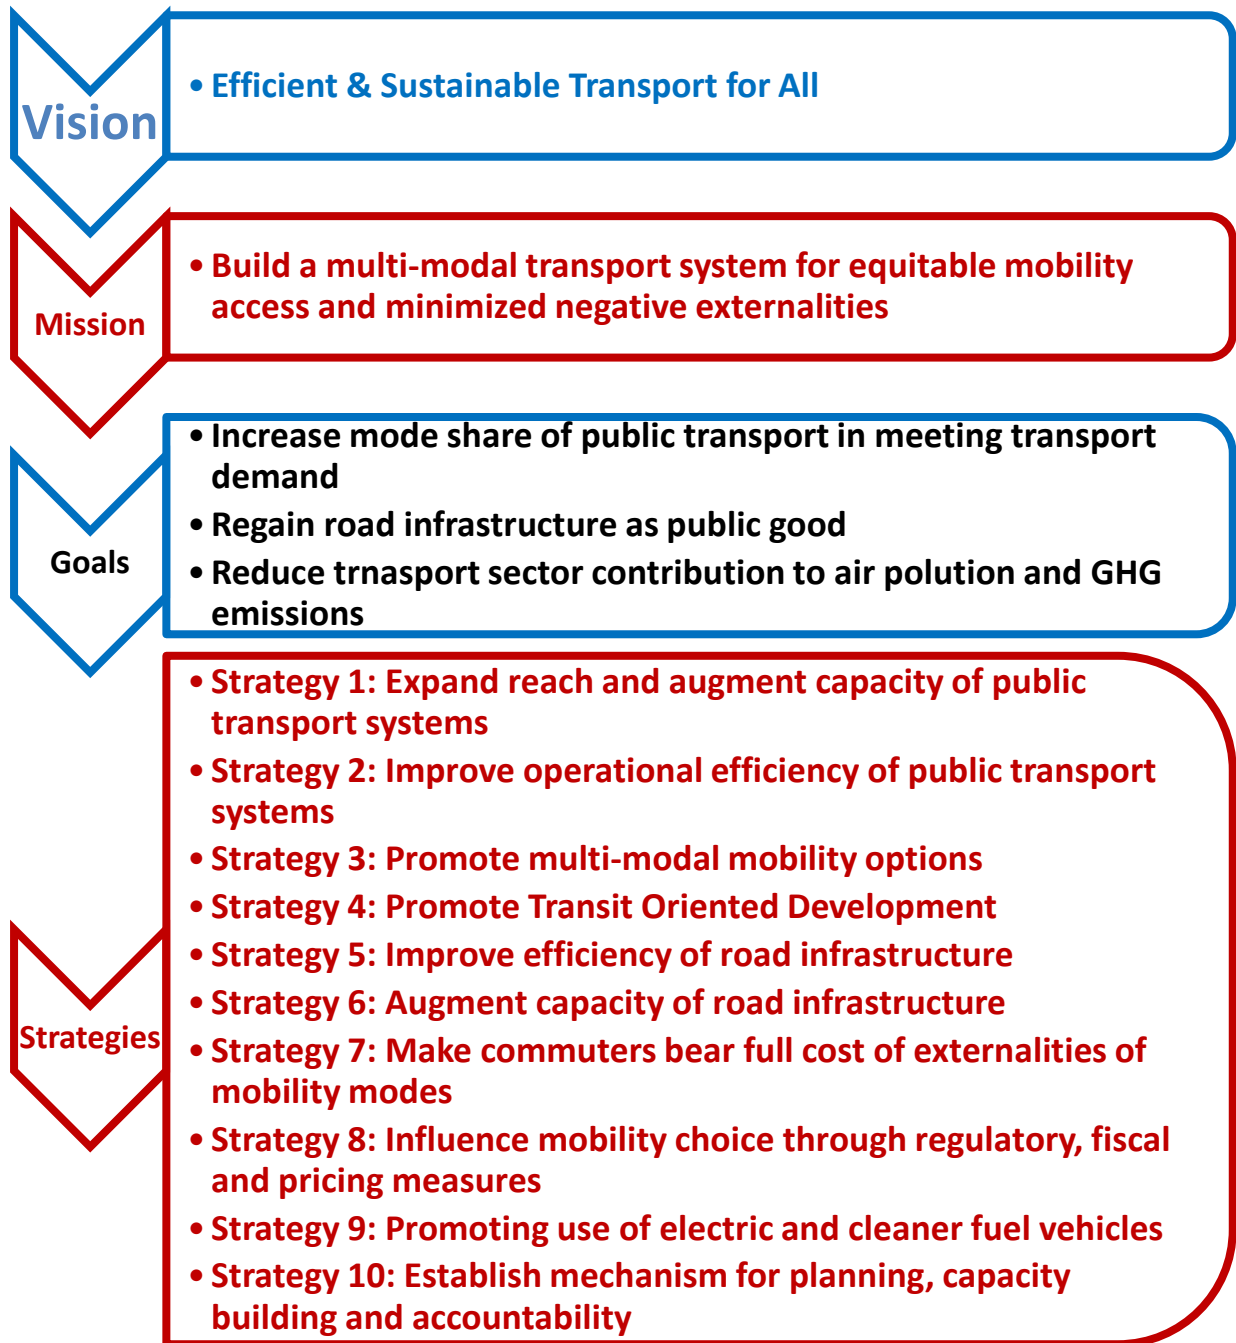 Vision
• Efficient & Sustainable Transport for All
Mission
• Build a multi-modal transport system for equitable mobility
access and minimized negative externalities
Goals
• Increase mode share of public transport in meeting transport
demand
• Regain road infrastructure as public good
• Reduce trnasport sector contribution to air polution and GHG
emissions
Strategies
• Strategy 1: Expand reach and augment capacity of public
transport systems
• Strategy 2: Improve operational efficiency of public transport
systems
• Strategy 3: Promote multi-modal mobility options
• Strategy 4: Promote Transit Oriented Development
• Strategy 5: Improve efficiency of road infrastructure
• Strategy 6: Augment capacity of road infrastructure
• Strategy 7: Make commuters bear full cost of externalities of
mobility modes
• Strategy 8: Influence mobility choice through regulatory, fiscal
and pricing measures
• Strategy 9: Promoting use of electric and cleaner fuel vehicles
• Strategy 10: Establish mechanism for planning, capacity
building and accountability